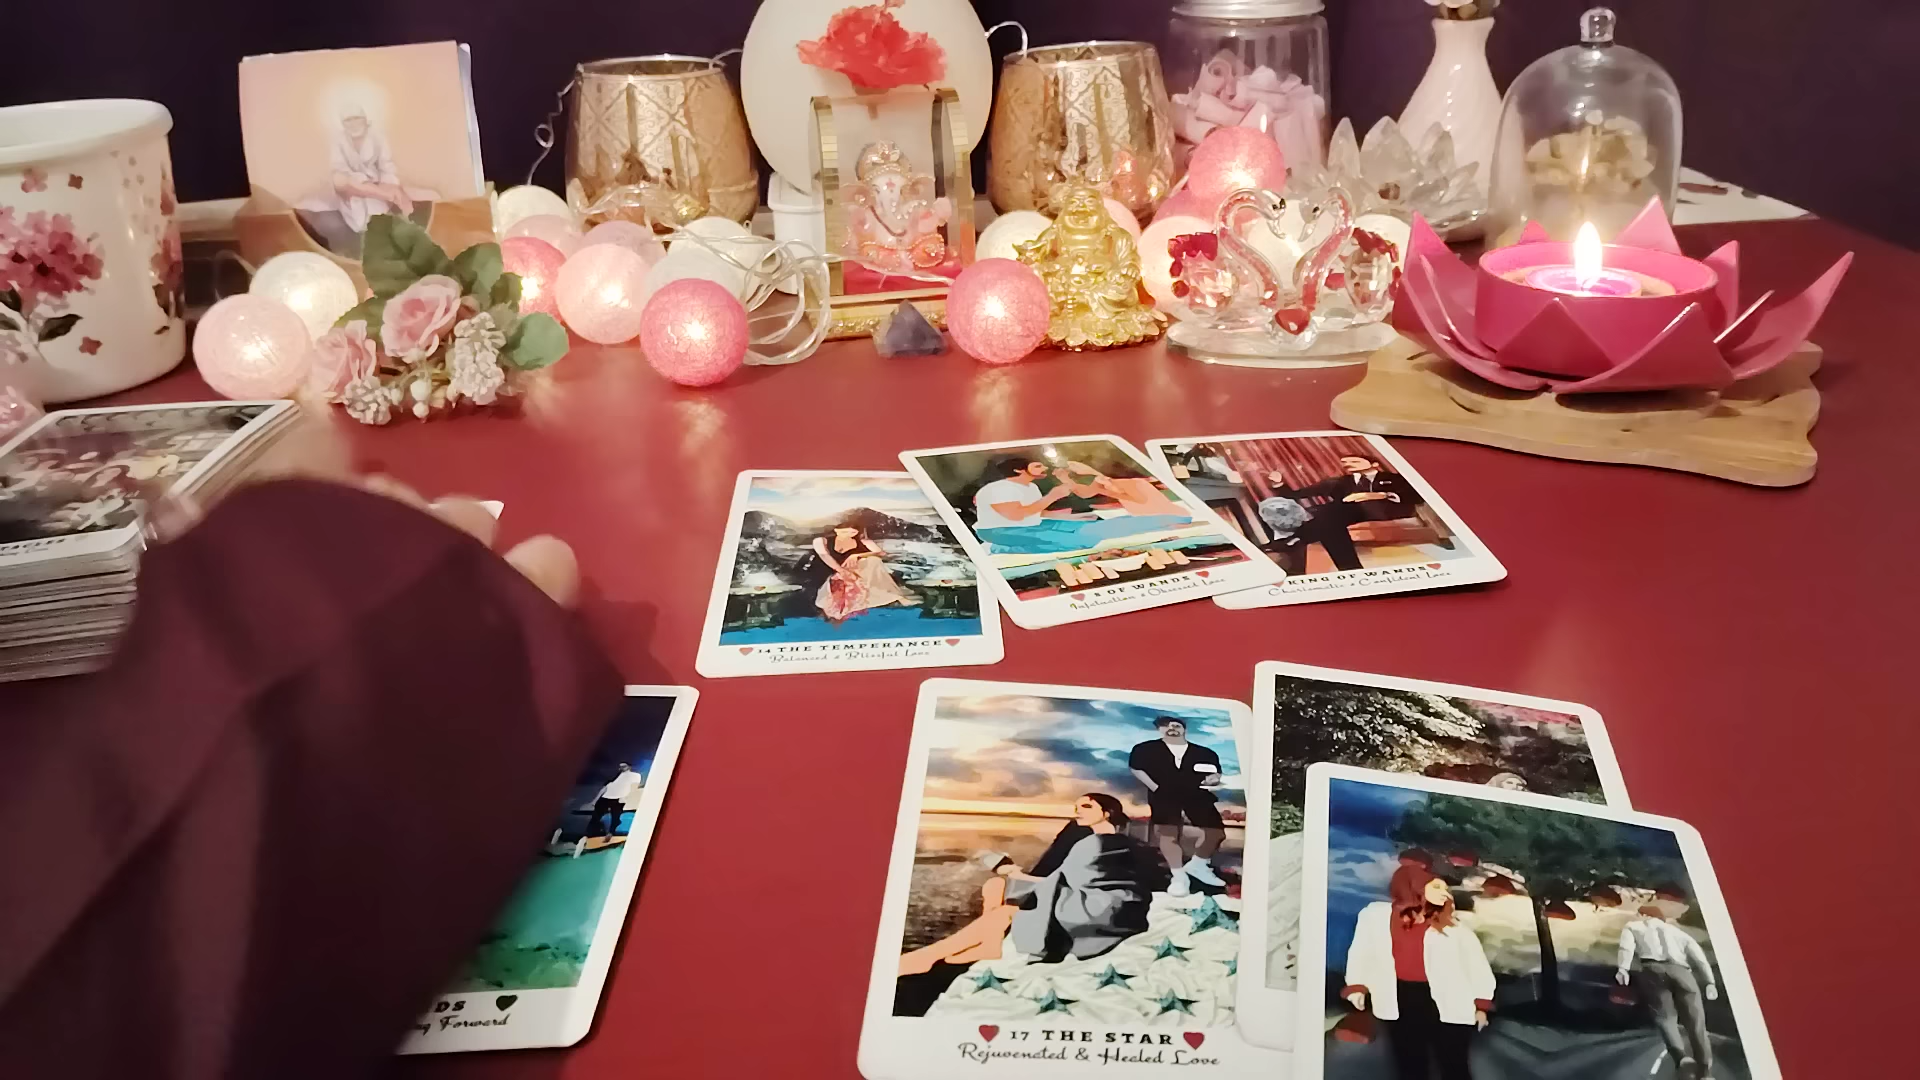 14 THE TEMPERANCE
Balanced & Blissful Love
8 OF WANDS
Infatuation & Obsessed Love
KING OF WANDS
Charismatic & Confident Love
DS
Forward
17 THE STAR
Rejuvenated & Healed Love